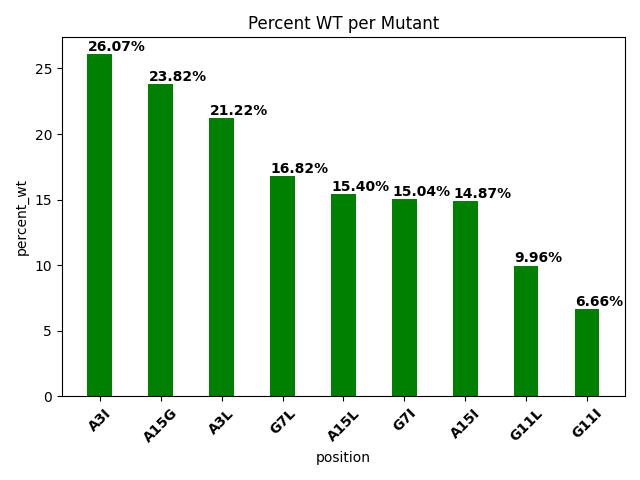 Percent WT per Mutant
26.07%
23.82%
21.22%
16.82%
15.40%
15.04%
14.87%
9.96%
6.66%
percent_wt
25
20
15
10
5
0
A3I
A15G
A3L
G7L
A15L
G7I
A15I
G11L
G11I
position